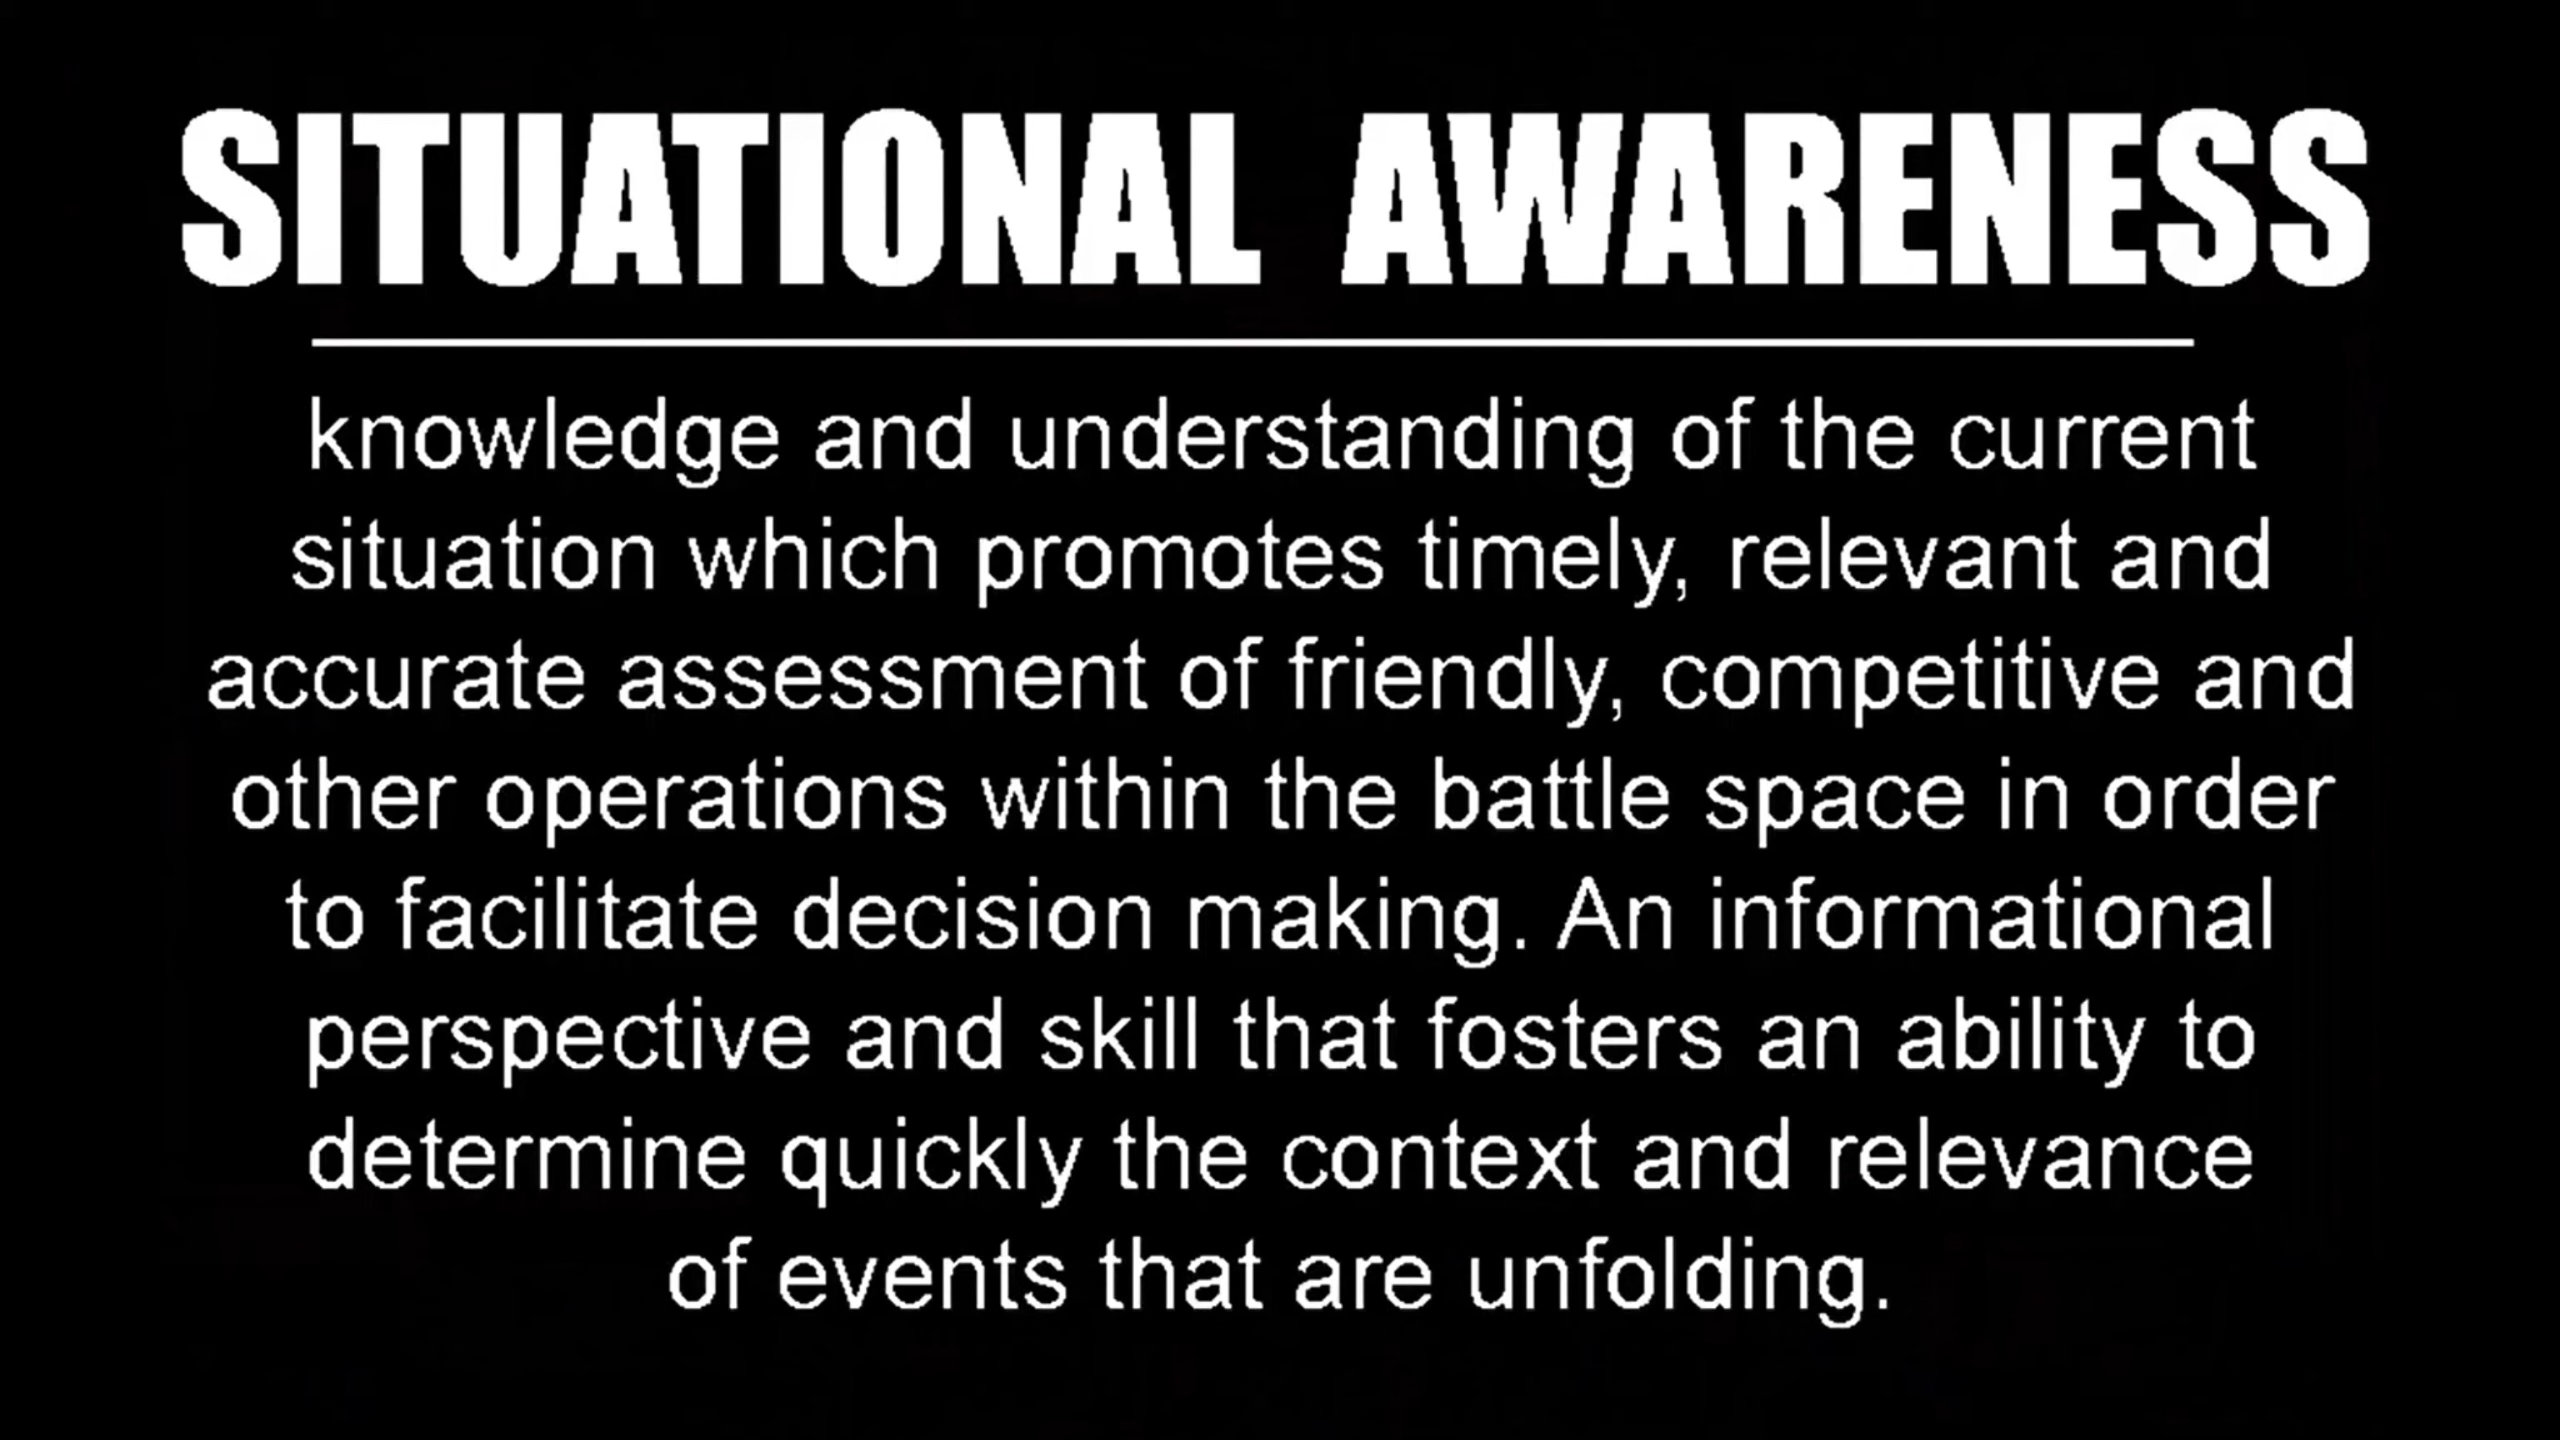 SITUATIONAL AWARENESS
knowledge and understanding of the current
situation which promotes timely, relevant and
accurate assessment of friendly, competitive and
other operations within the battle space in order
to facilitate decision making. An informational
perspective and skill that fosters an ability to
determine quickly the context and relevance
of events that are unfolding.